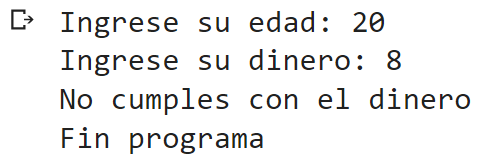 Ingrese su edad: 20
Ingrese su dinero: 8
No cumples con el dinero
Fin programa